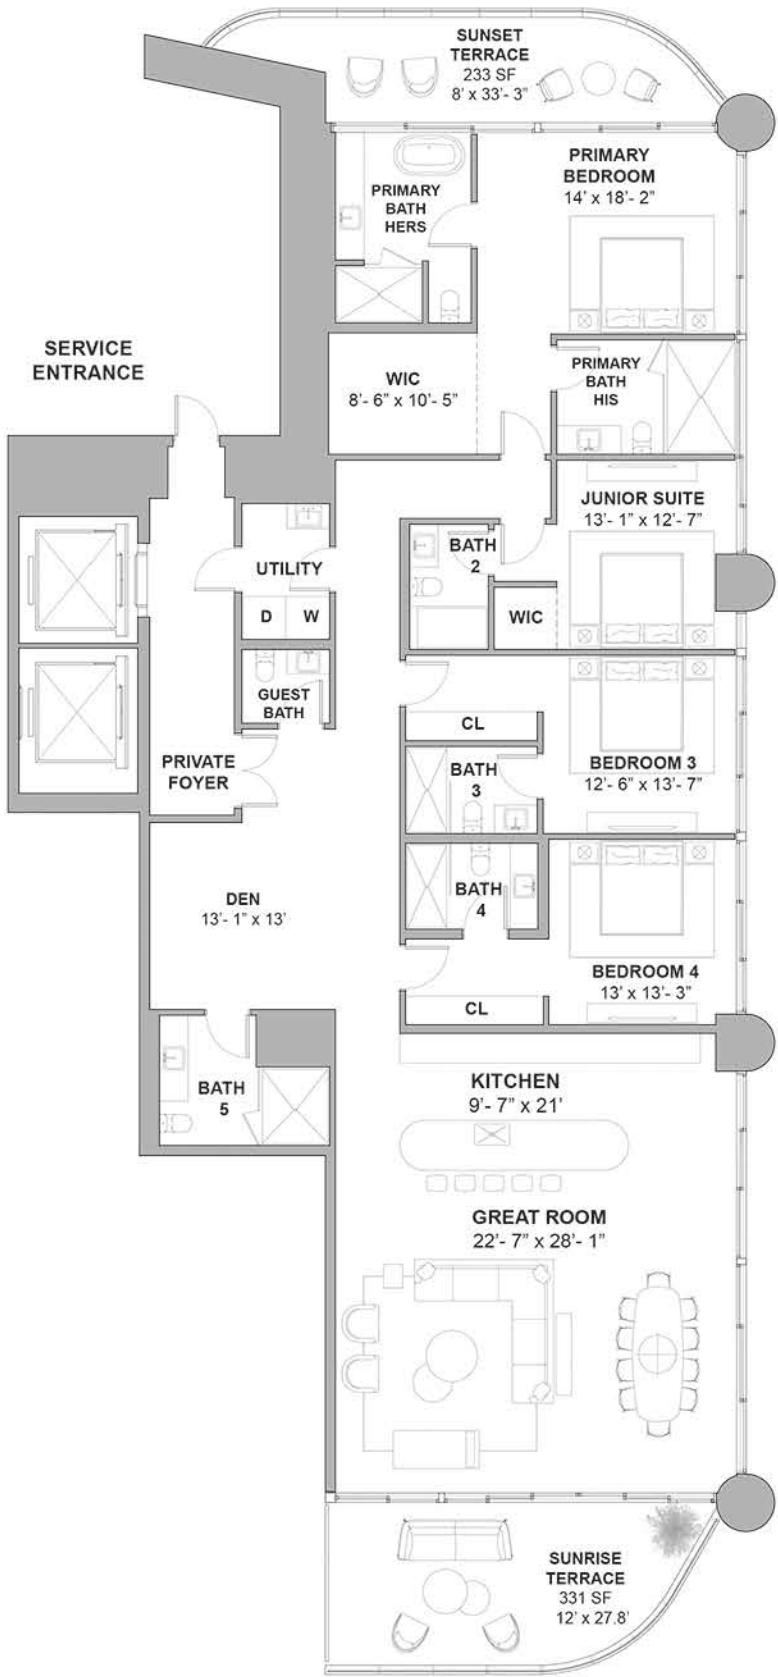 SUNSET
TERRACE
233 SF
8' x 33'- 3”
PRIMARY
BEDROOM
14' x 18'- 2”
PRIMARY
BATH
HERS
SERVICE
ENTRANCE
WIC
8'- 6” x 10'- 5”
PRIMARY
BATH
HIS
JUNIOR SUITE
13'- 1” x 12'- 7”
BATH
2
UTILITY
D
W
WIC
GUEST
BATH
CL
PRIVATE
FOYER
BATH
3
BEDROOM 3
12'- 6” x 13'- 7”
BATH
4
DEN
13'- 1” x 13'
BEDROOM 4
13' x 13'- 3”
CL
BATH
5
KITCHEN
9'- 7” x 21'
GREAT ROOM
22'- 7” x 28'- 1”
SUNRISE
TERRACE
331 SF
12' x 27.8'